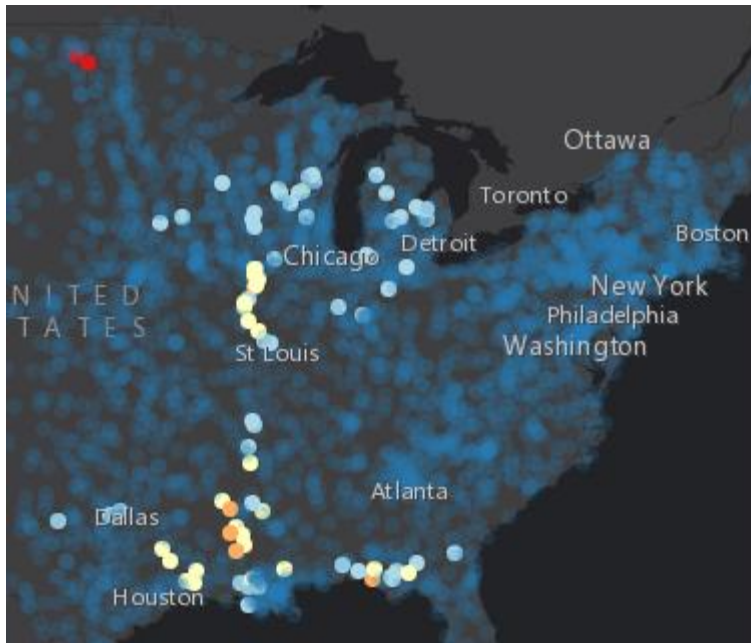 Ottawa
Toronto
Boston
Detroit
Chicago
NITED
TATES
New York
Philadelphia
Washington
St Louis
Atlanta
Dallas
Houston